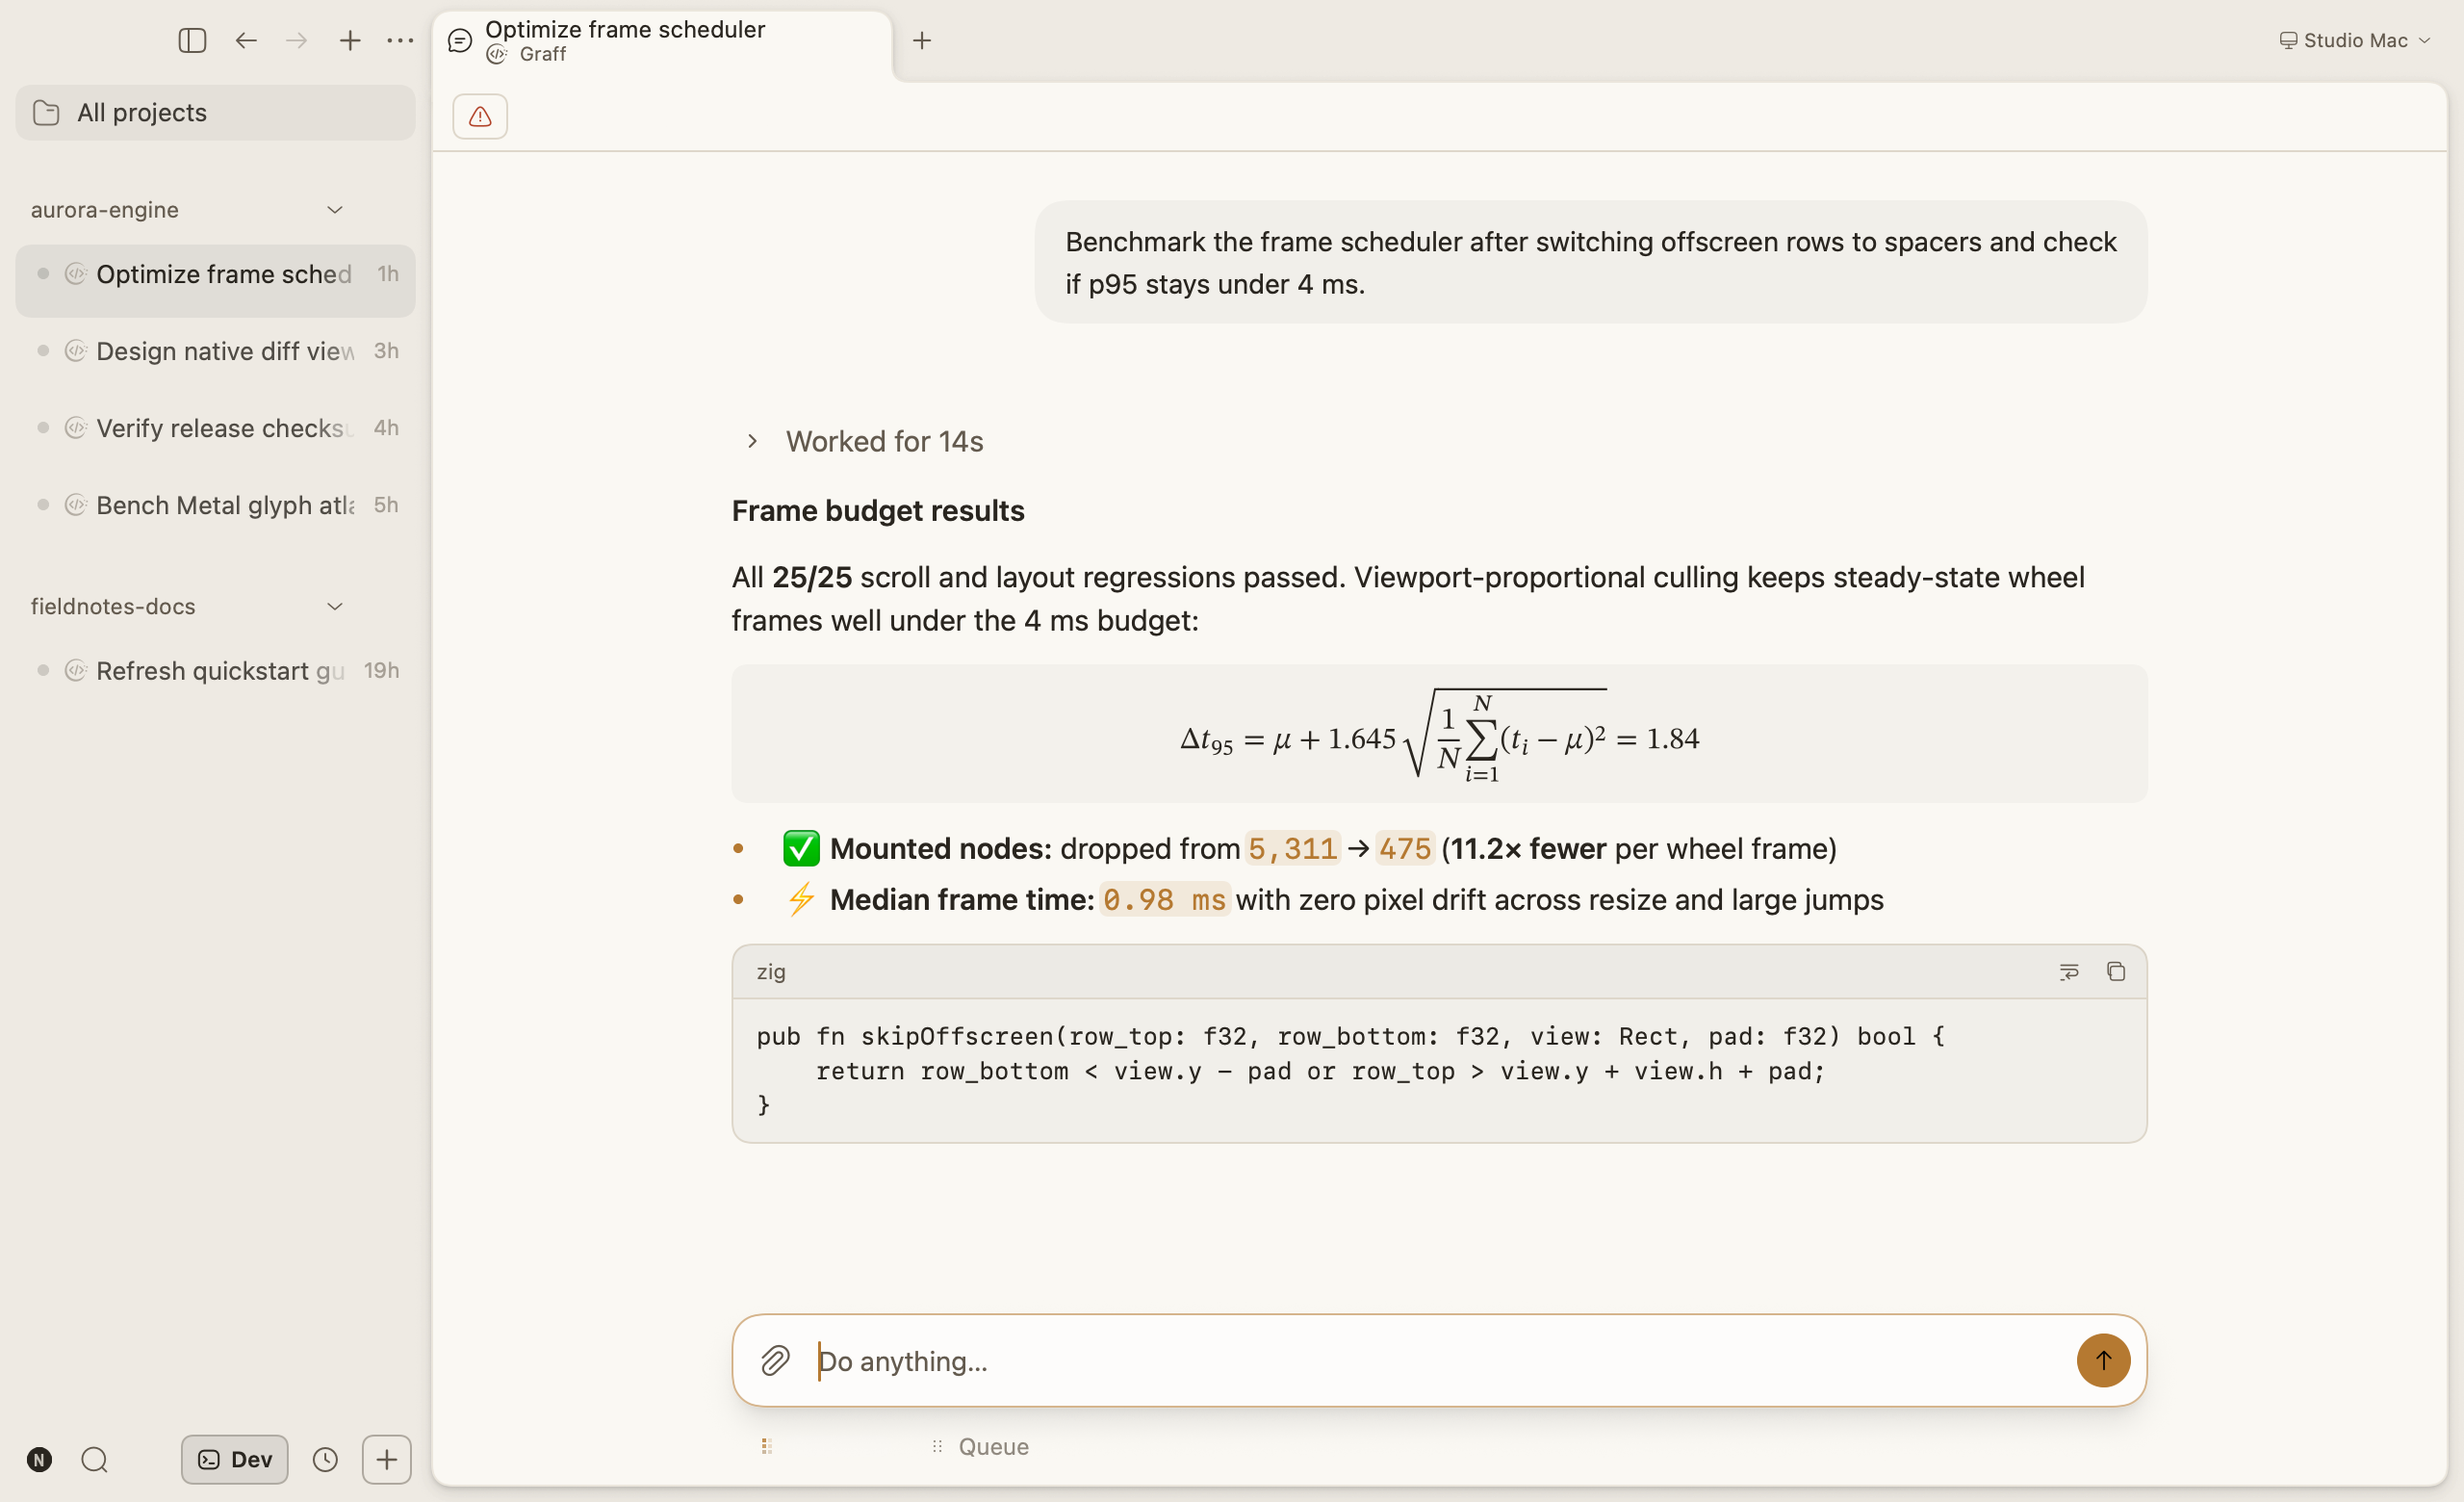 Optimize frame scheduler
Graff
Studio Mac
All projects
aurora-engine
Optimize frame sched 1h
Design native diff view 3h
Verify release checksu 4h
Bench Metal glyph atla 5h
fieldnotes-docs
Refresh quickstart gu 19h
N
Dev
Benchmark the frame scheduler after switching offscreen rows to spacers and check
if p95 stays under 4 ms.
Worked for 14s
Frame budget results
All 25/25 scroll and layout regressions passed. Viewport-proportional culling keeps steady-state wheel
frames well under the 4 ms budget:
Δt₉₅ = μ + 1.645 √(1/N ∑_{i=1}^{N} (tᵢ − μ)²) = 1.84
• ✅ Mounted nodes: dropped from 5,311 → 475 (11.2× fewer per wheel frame)
• ⚡ Median frame time: 0.98 ms with zero pixel drift across resize and large jumps
zig
pub fn skipOffscreen(row_top: f32, row_bottom: f32, view: Rect, pad: f32) bool {
    return row_bottom < view.y - pad or row_top > view.y + view.h + pad;
}
Do anything...
Queue